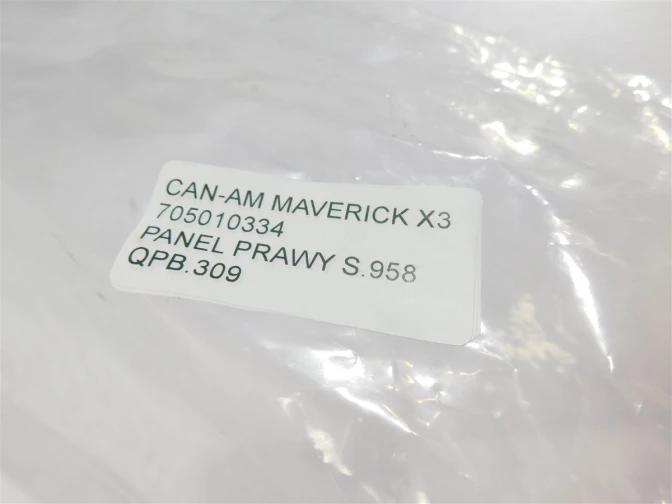 CAN-AM MAVERICK X3
705010334
PANEL PRAWY S.958
QPB.309